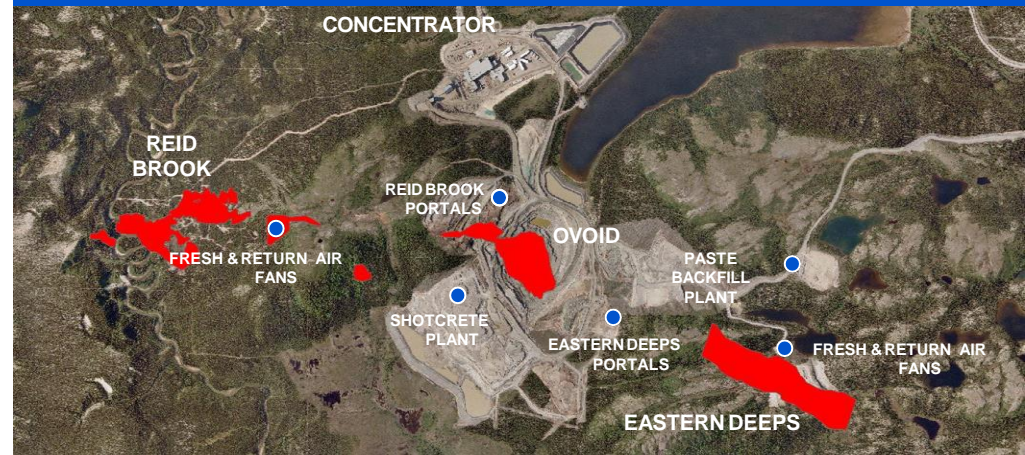 CONCENTRATOR
REID
BROOK
REID BROOK
PORTALS
OVOID
FRESH & RETURN AIR
FANS
PASTE
BACKFILL
PLANT
SHOTCRETE
PLANT
EASTERN DEEPS
PORTALS
FRESH & RETURN AIR
FANS
EASTERN DEEPS